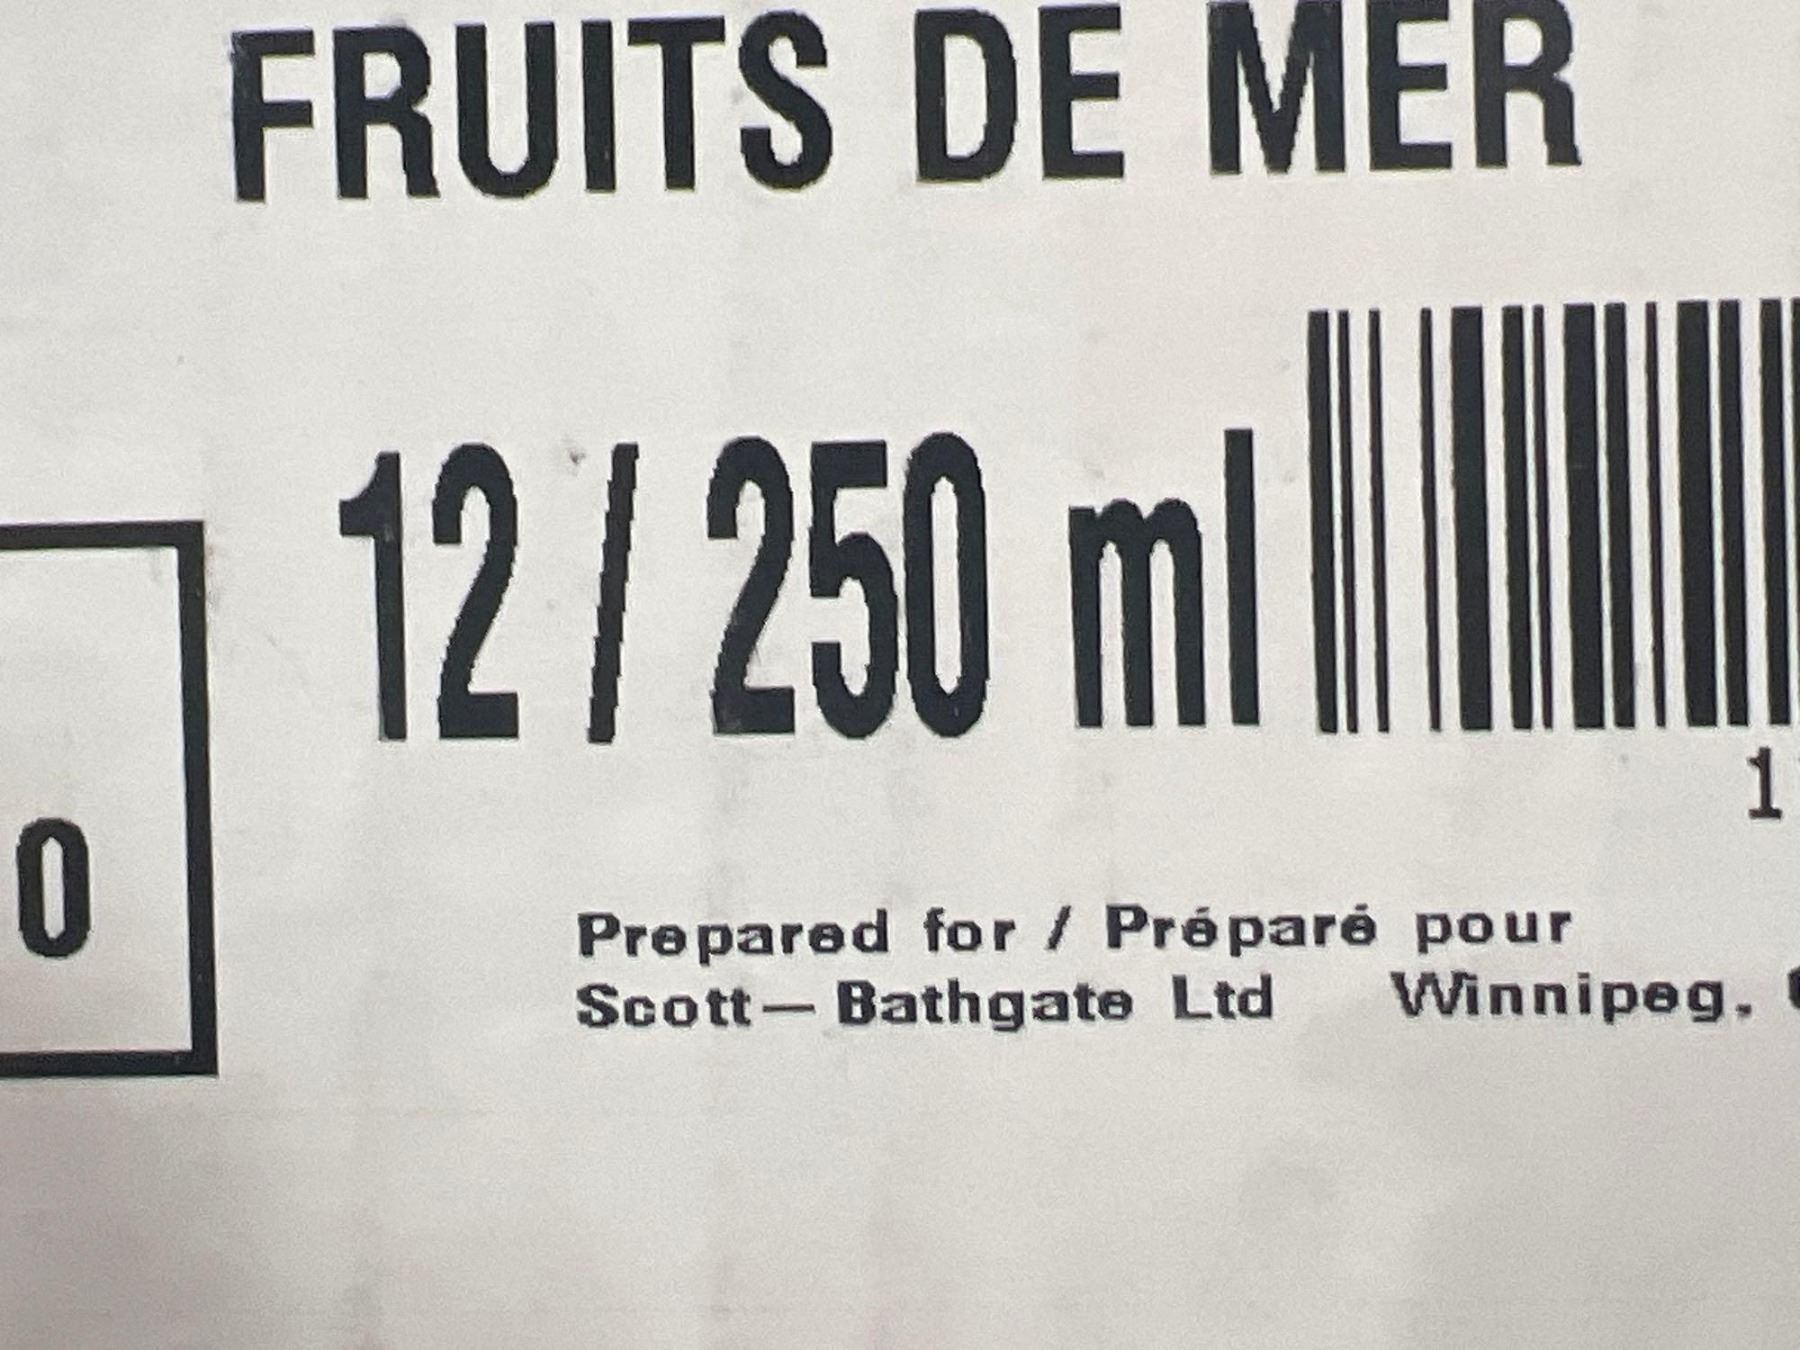 FRUITS DE MER
12 / 250 ml
1
0
Prepared for / Préparé pour
Scott- Bathgate Ltd Winnipeg,